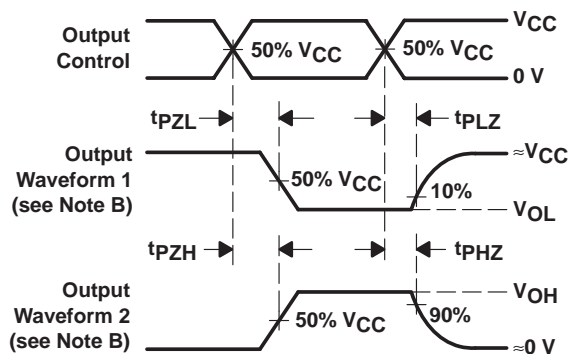 Output
Control
50% VCC
50% VCC
VCC
0 V
tPZL
tPLZ
Output
Waveform 1
(see Note B)
50% VCC
10%
≈VCC
VOL
tPZH
tPHZ
Output
Waveform 2
(see Note B)
50% VCC
90%
VOH
≈0 V